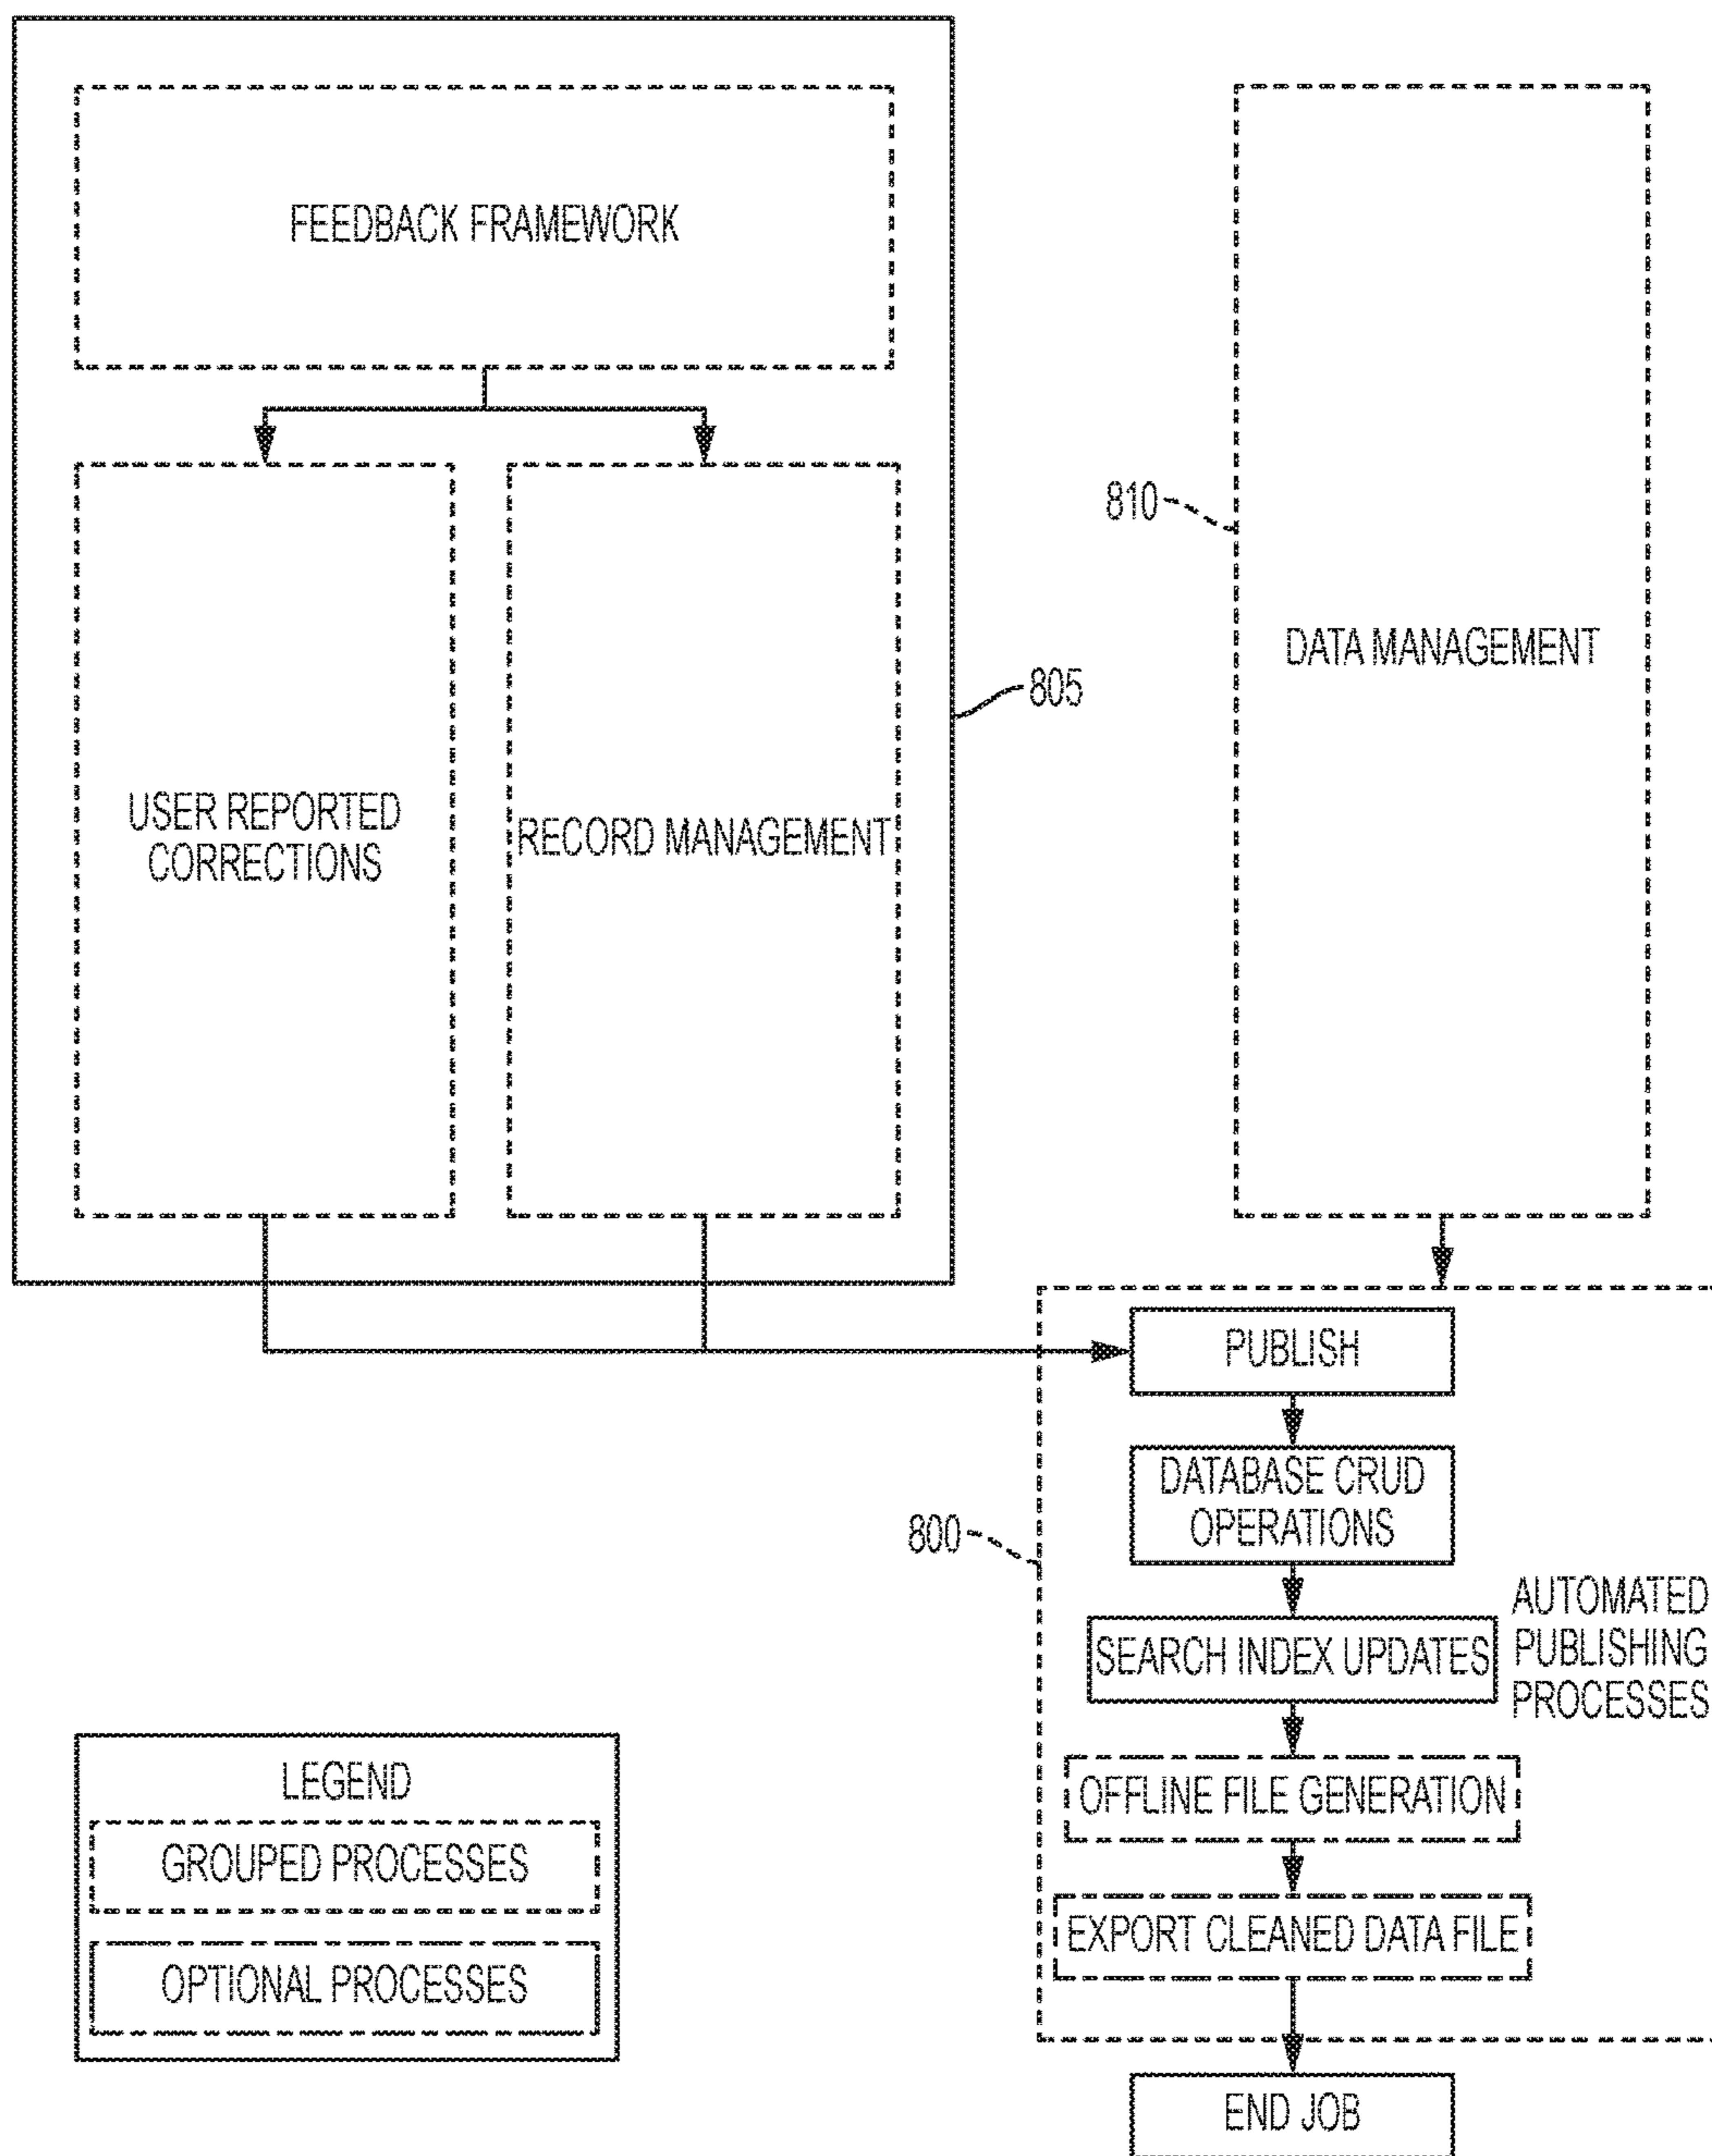 FEEDBACK FRAMEWORK
USER REPORTED
CORRECTIONS
RECORD MANAGEMENT
805
810
DATA MANAGEMENT
PUBLISH
DATABASE CRUD
OPERATIONS
800
SEARCH INDEX UPDATES
AUTOMATED
PUBLISHING
PROCESSES
OFFLINE FILE GENERATION
EXPORT CLEANED DATA FILE
END JOB
LEGEND
GROUPED PROCESSES
OPTIONAL PROCESSES